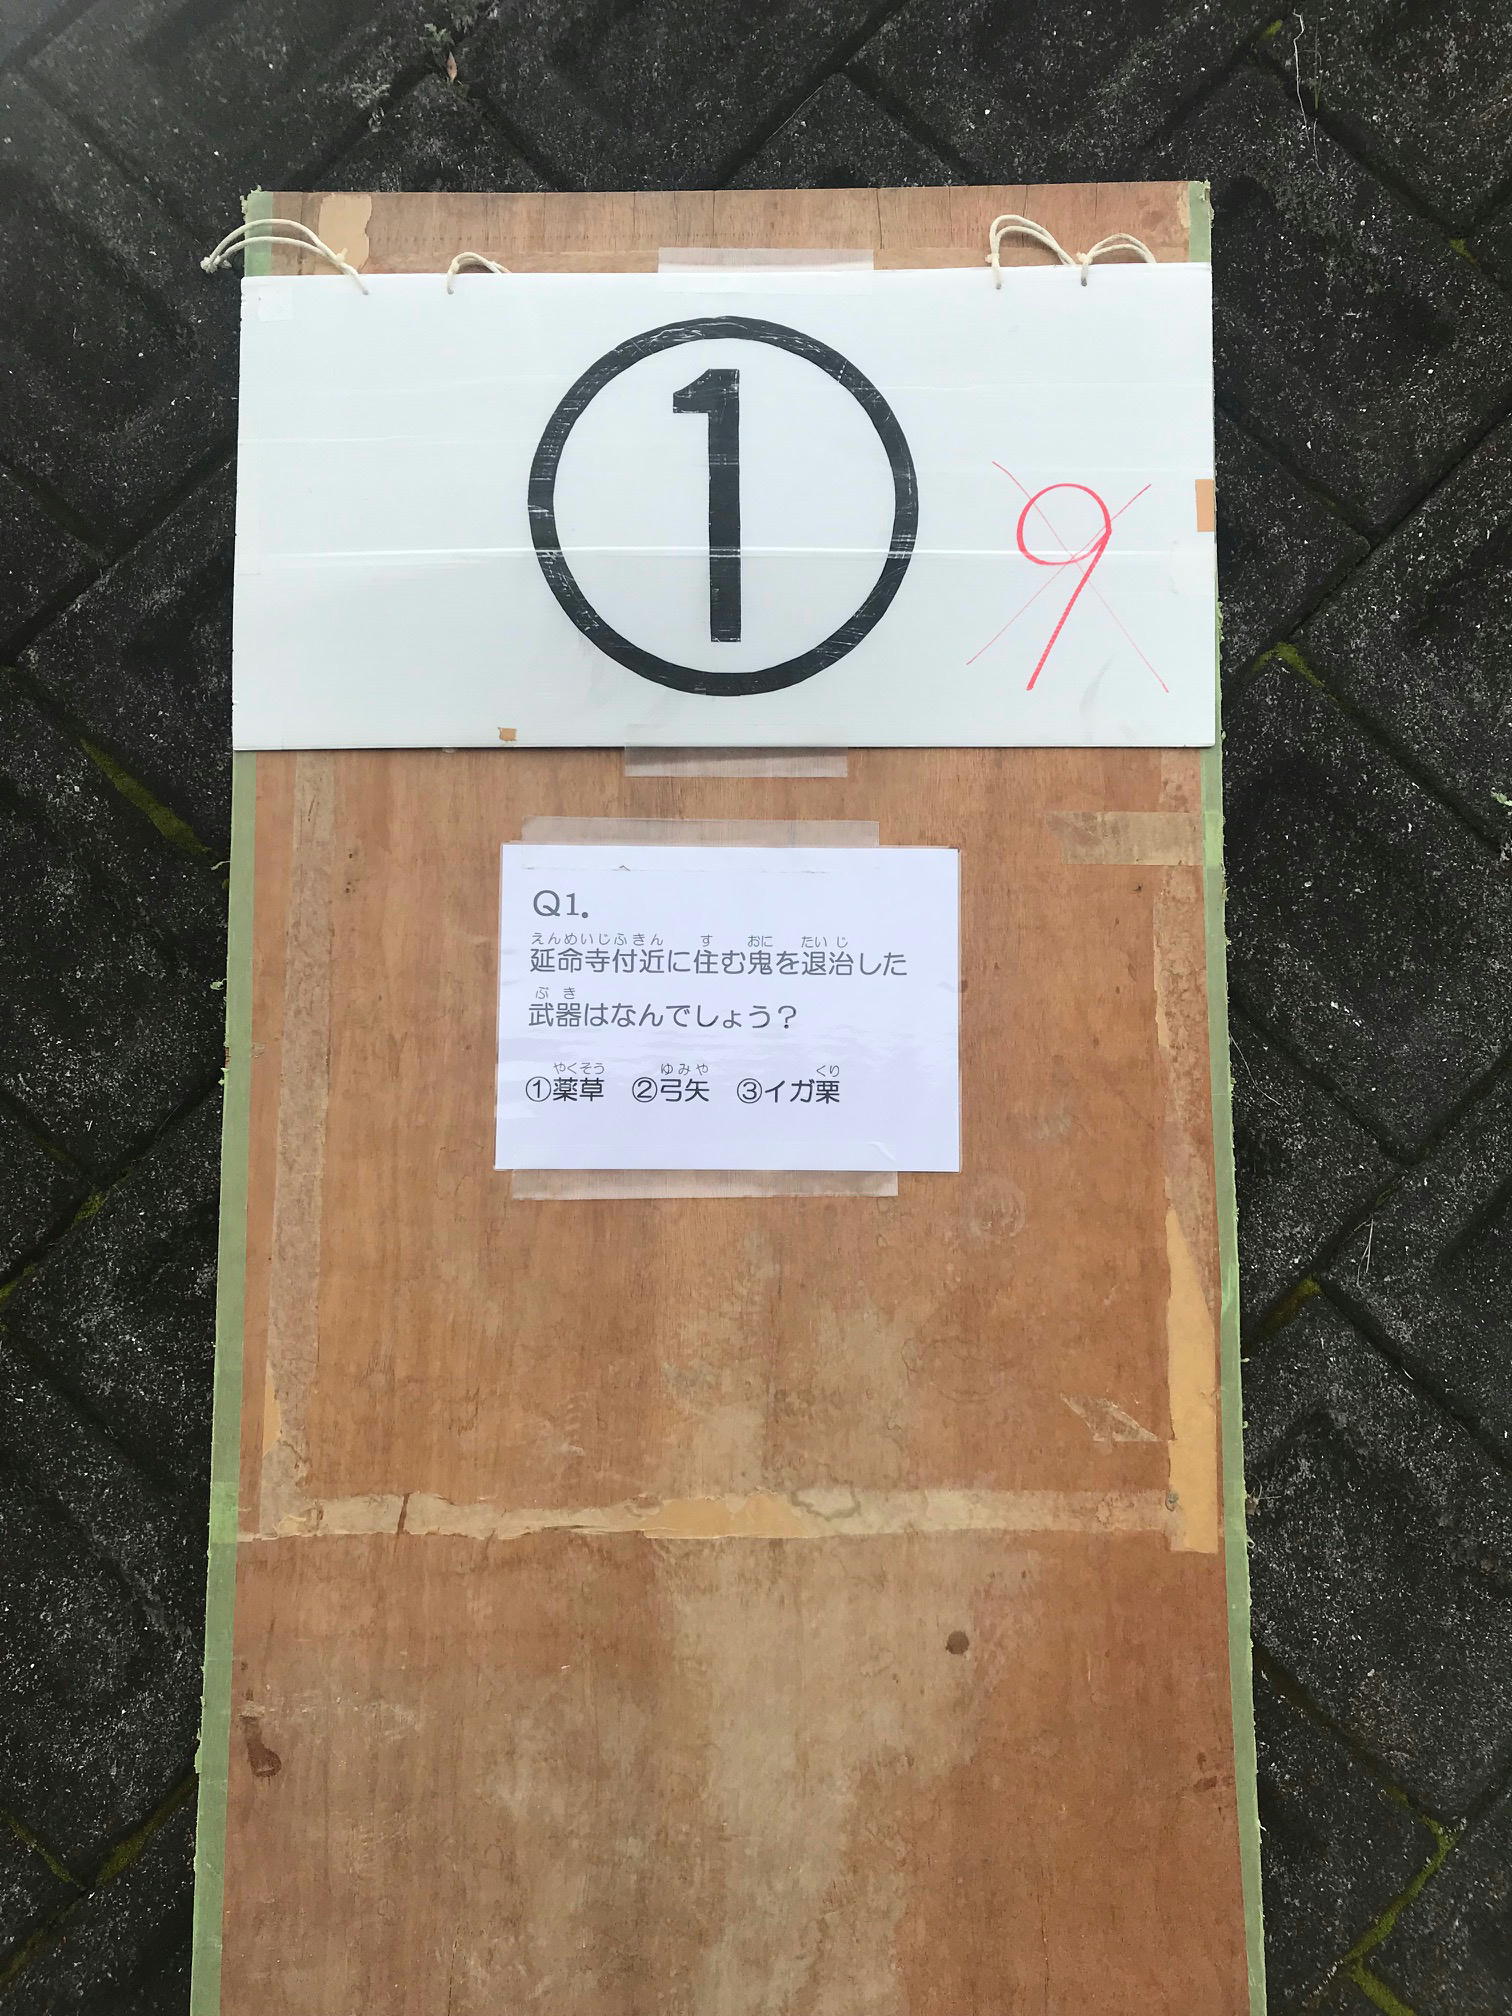 ①
9
Q1.
えんめいじふきん す おに たいじ
延命寺付近に住む鬼を退治した
ぶき
武器はなんでしょう？
やくそう ゆみや くり
①薬草 ②弓矢 ③イガ栗